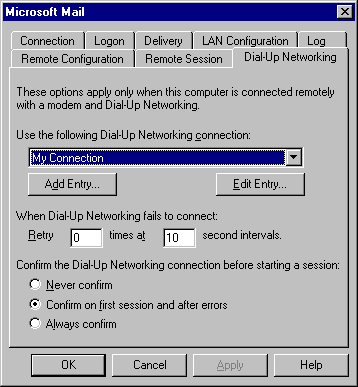 Microsoft Mail
Connection Logon Delivery LAN Configuration Log
Remote Configuration Remote Session Dial-Up Networking
These options apply only when this computer is connected remotely
with a modem and Dial-Up Networking.
Use the following Dial-Up Networking connection:
My Connection
Add Entry... Edit Entry...
When Dial-Up Networking fails to connect:
Retry 0 times at 10 second intervals.
Confirm the Dial-Up Networking connection before starting a session:
Never confirm
Confirm on first session and after errors
Always confirm
OK Cancel Apply Help